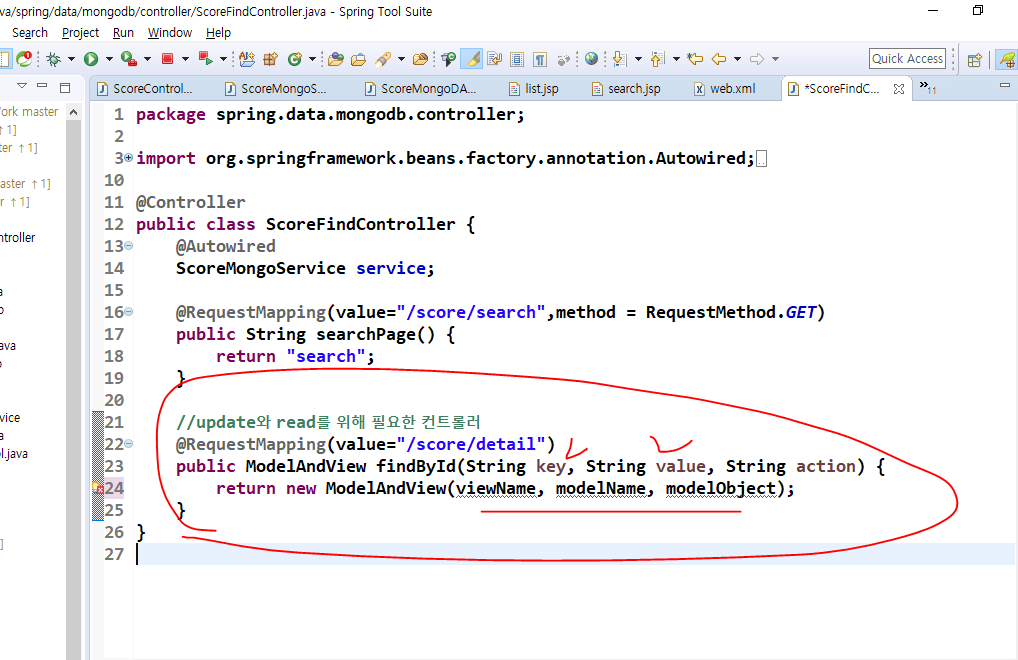 va/spring/data/mongodb/controller/ScoreFindController.java - Spring Tool Suite
Search Project Run Window Help
Quick Access
ScoreControl... ScoreMongoS... ScoreMongoDA... list.jsp search.jsp web.xml *ScoreFindC... »11
ork master
↑ 1]
ter ↑ 1]
aster ↑ 1]
r ↑ 1]
ntroller
a
o
ava
o
vice
a
l.java
]
1 package spring.data.mongodb.controller;
2
3 import org.springframework.beans.factory.annotation.Autowired;
10
11 @Controller
12 public class ScoreFindController {
13 @Autowired
14 ScoreMongoService service;
15
16 @RequestMapping(value="/score/search",method = RequestMethod.GET)
17 public String searchPage() {
18 return "search";
19 }
20
21 //update와 read를 위해 필요한 컨트롤러
22 @RequestMapping(value="/score/detail")
23 public ModelAndView findById(String key, String value, String action) {
24 return new ModelAndView(viewName, modelName, modelObject);
25 }
26 }
27